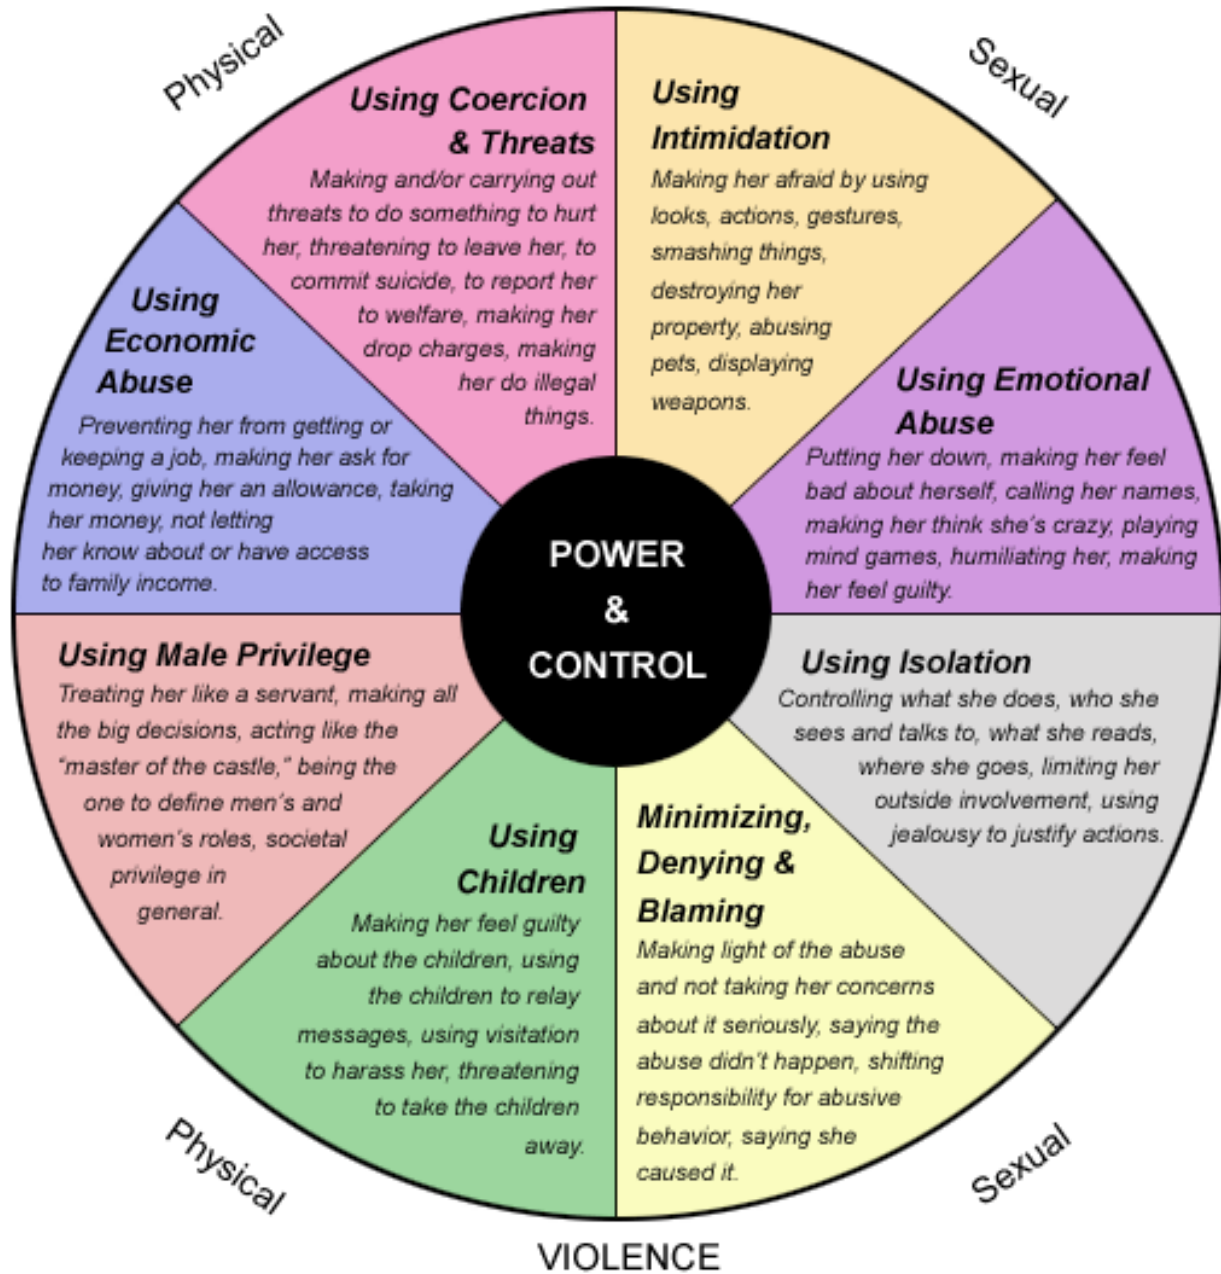 Physical
Sexual
Using Coercion
& Threats
Making and/or carrying out
threats to do something to hurt
her, threatening to leave her, to
commit suicide, to report her
to welfare, making her
drop charges, making
her do illegal
things.
Using
Intimidation
Making her afraid by using
looks, actions, gestures,
smashing things,
destroying her
property, abusing
pets, displaying
weapons.
Using Emotional
Abuse
Putting her down, making her feel
bad about herself, calling her names,
making her think she's crazy, playing
mind games, humiliating her, making
her feel guilty.
Using Isolation
Controlling what she does, who she
sees and talks to, what she reads,
where she goes, limiting her
outside involvement, using
jealousy to justify actions.
Minimizing,
Denying &
Blaming
Making light of the abuse
and not taking her concerns
about it seriously, saying the
abuse didn't happen, shifting
responsibility for abusive
behavior, saying she
caused it.
Using
Children
Making her feel guilty
about the children, using
the children to relay
messages, using visitation
to harass her, threatening
to take the children
away.
Using Male Privilege
Treating her like a servant, making all
the big decisions, acting like the
“master of the castle,” being the
one to define men's and
women's roles, societal
privilege in
general.
Using
Economic
Abuse
Preventing her from getting or
keeping a job, making her ask for
money, giving her an allowance, taking
her money, not letting
her know about or have access
to family income.
POWER
&
CONTROL
Physical
Sexual
VIOLENCE